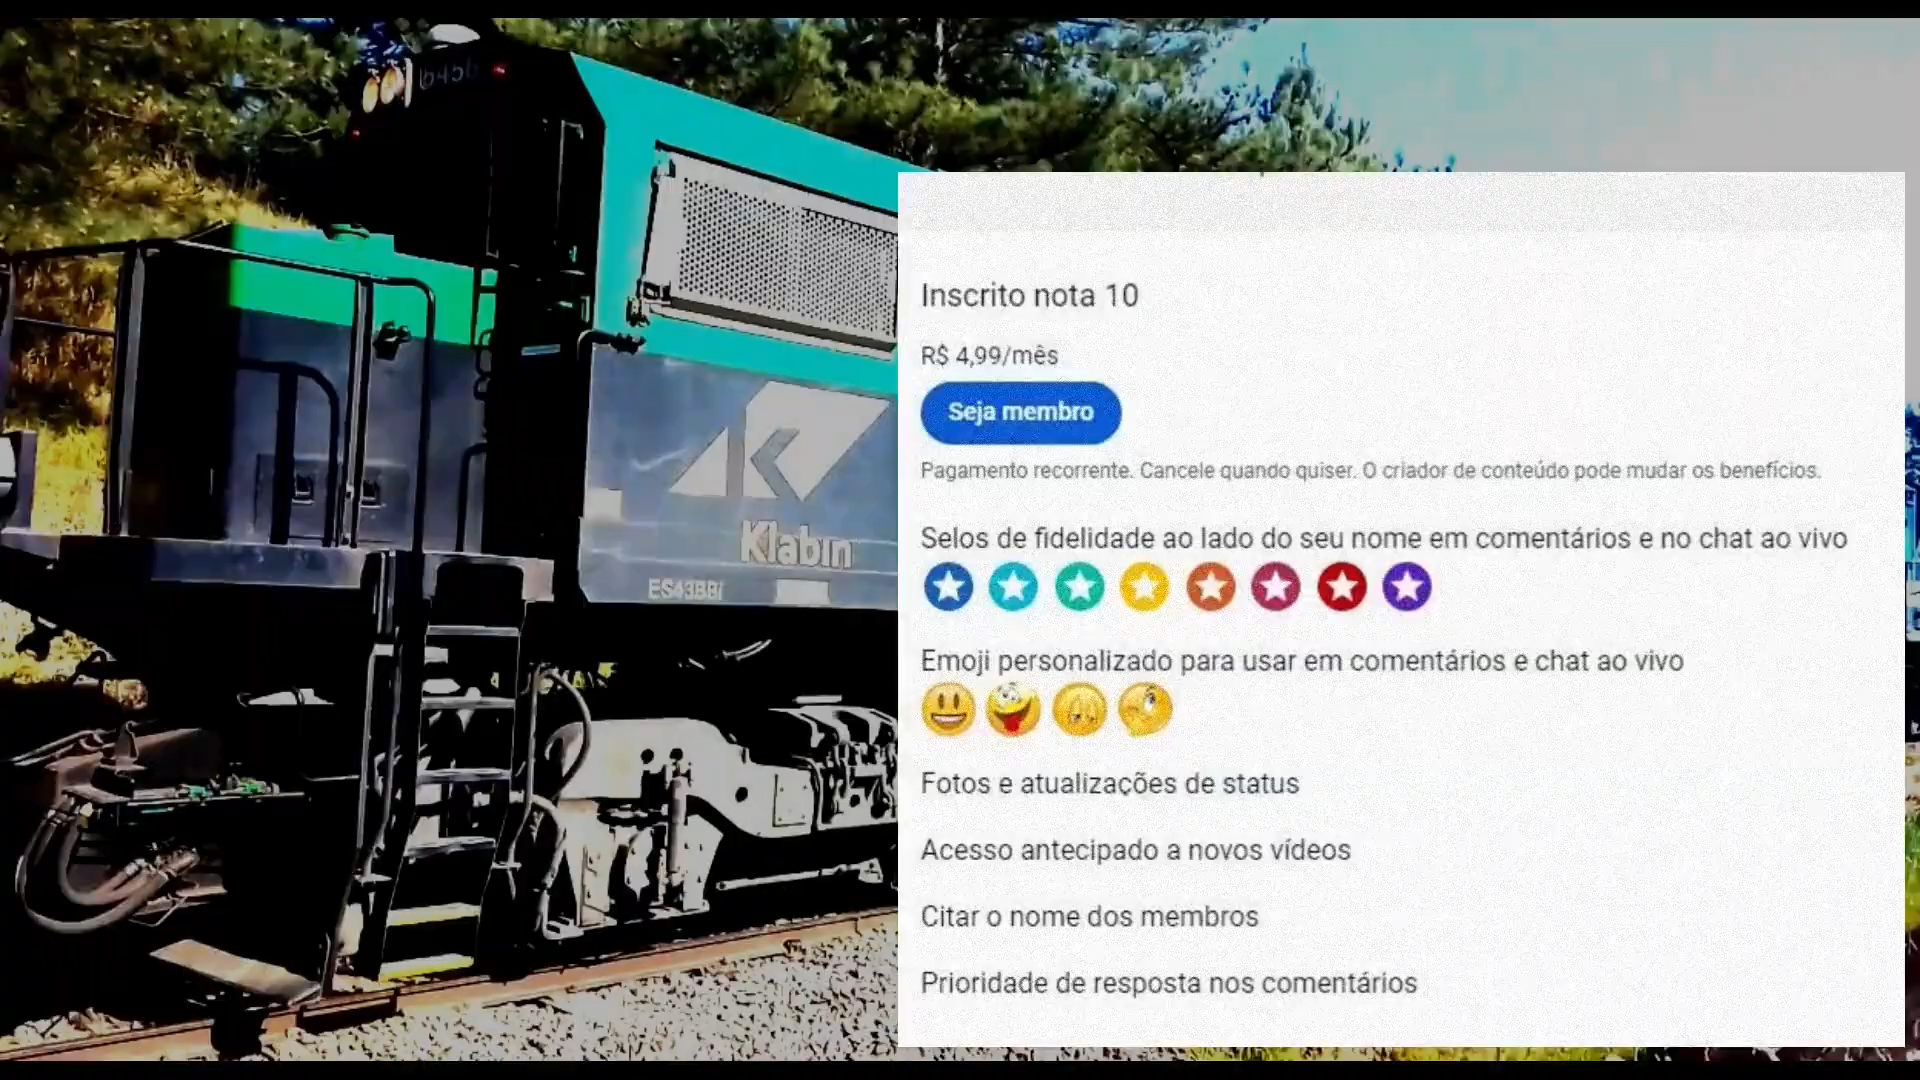 Klabin
Inscrito nota 10
R$ 4,99/mês
Seja membro
Pagamento recorrente. Cancele quando quiser. O criador de conteúdo pode mudar os benefícios.
Selos de fidelidade ao lado do seu nome em comentários e no chat ao vivo
Emoji personalizado para usar em comentários e chat ao vivo
Fotos e atualizações de status
Acesso antecipado a novos vídeos
Citar o nome dos membros
Prioridade de resposta nos comentários